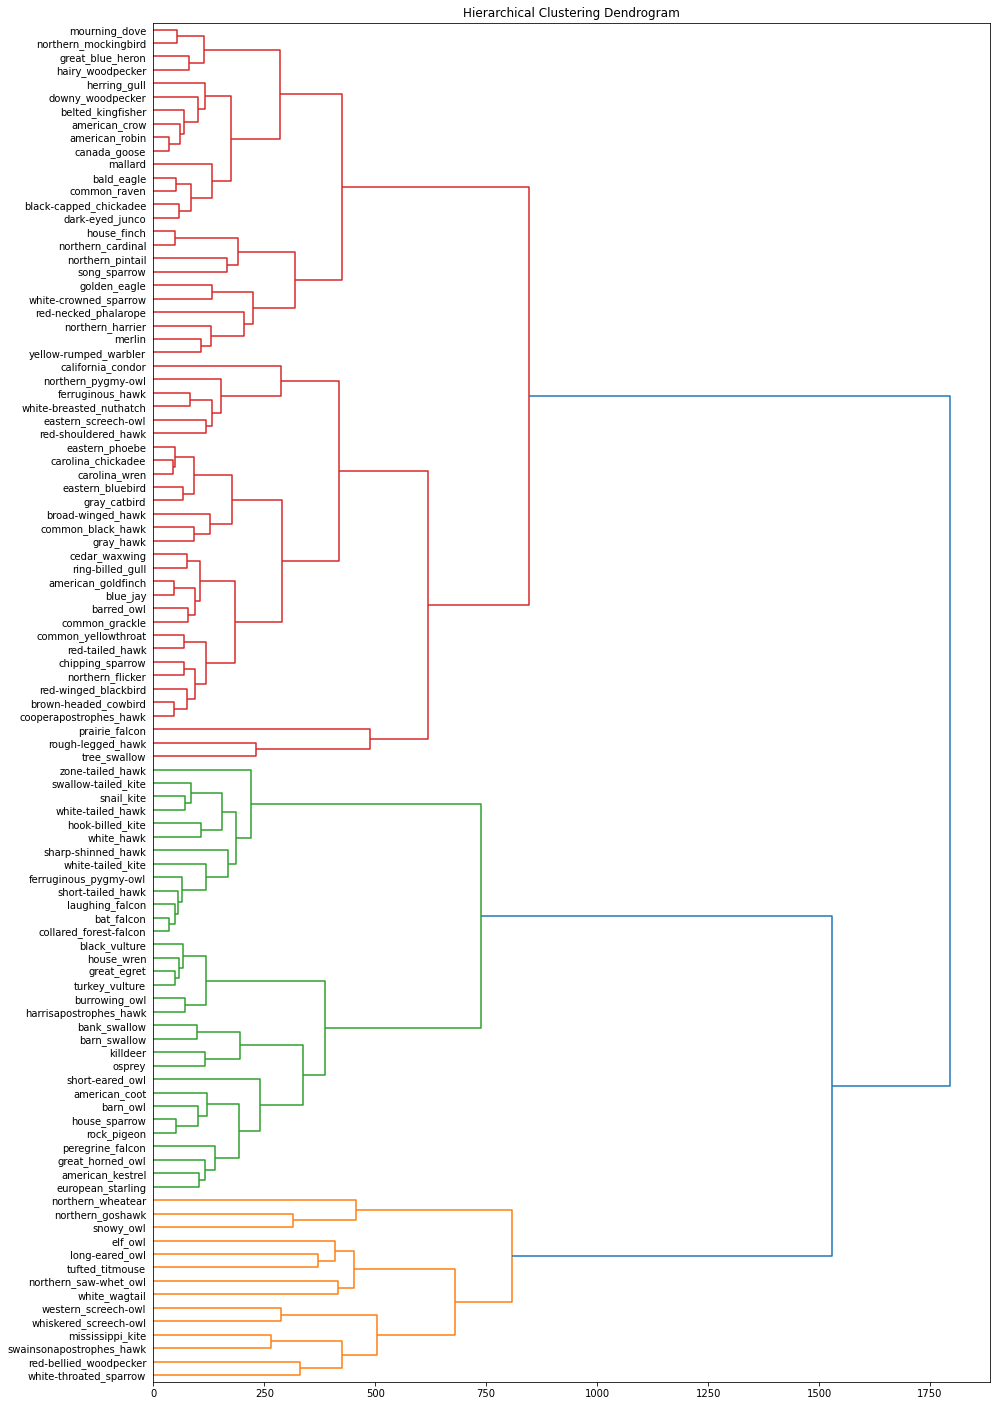 Hierarchical Clustering Dendrogram
mourning_dove
northern_mockingbird
great_blue_heron
hairy_woodpecker
herring_gull
downy_woodpecker
belted_kingfisher
american_crow
american_robin
canada_goose
mallard
bald_eagle
common_raven
black-capped_chickadee
dark-eyed_junco
house_finch
northern_cardinal
northern_pintail
song_sparrow
golden_eagle
white-crowned_sparrow
red-necked_phalarope
northern_harrier
merlin
yellow-rumped_warbler
california_condor
northern_pygmy-owl
ferruginous_hawk
white-breasted_nuthatch
eastern_screech-owl
red-shouldered_hawk
eastern_phoebe
carolina_chickadee
carolina_wren
eastern_bluebird
gray_catbird
broad-winged_hawk
common_black_hawk
gray_hawk
cedar_waxwing
ring-billed_gull
american_goldfinch
blue_jay
barred_owl
common_grackle
common_yellowthroat
red-tailed_hawk
chipping_sparrow
northern_flicker
red-winged_blackbird
brown-headed_cowbird
cooperapostrophes_hawk
prairie_falcon
rough-legged_hawk
tree_swallow
zone-tailed_hawk
swallow-tailed_kite
snail_kite
white-tailed_hawk
hook-billed_kite
white_hawk
sharp-shinned_hawk
white-tailed_kite
ferruginous_pygmy-owl
short-tailed_hawk
laughing_falcon
bat_falcon
collared_forest-falcon
black_vulture
house_wren
great_egret
turkey_vulture
burrowing_owl
harrisapostrophes_hawk
bank_swallow
barn_swallow
killdeer
osprey
short-eared_owl
american_coot
barn_owl
house_sparrow
rock_pigeon
peregrine_falcon
great_horned_owl
american_kestrel
european_starling
northern_wheatear
northern_goshawk
snowy_owl
elf_owl
long-eared_owl
tufted_titmouse
northern_saw-whet_owl
white_wagtail
western_screech-owl
whiskered_screech-owl
mississippi_kite
swainsonapostrophes_hawk
red-bellied_woodpecker
white-throated_sparrow
0 250 500 750 1000 1250 1500 1750